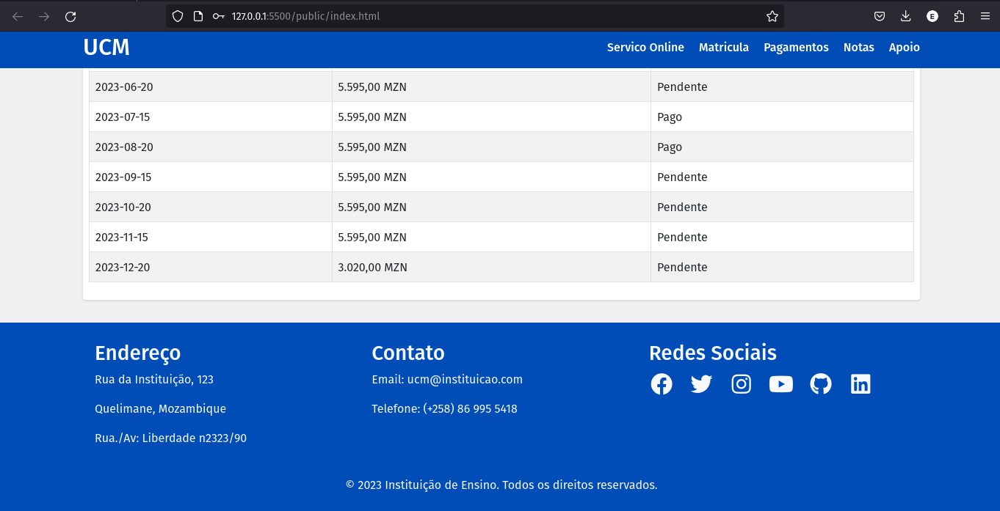 127.0.0.1:5500/public/index.html
E
UCM
Servico Online Matricula Pagamentos Notas Apoio
2023-06-20 5.595,00 MZN Pendente
2023-07-15 5.595,00 MZN Pago
2023-08-20 5.595,00 MZN Pago
2023-09-15 5.595,00 MZN Pendente
2023-10-20 5.595,00 MZN Pendente
2023-11-15 5.595,00 MZN Pendente
2023-12-20 3.020,00 MZN Pendente
Endereço
Rua da Instituição, 123
Quelimane, Mozambique
Rua./Av: Liberdade n2323/90
Contato
Email: ucm@instituicao.com
Telefone: (+258) 86 995 5418
Redes Sociais
© 2023 Instituição de Ensino. Todos os direitos reservados.